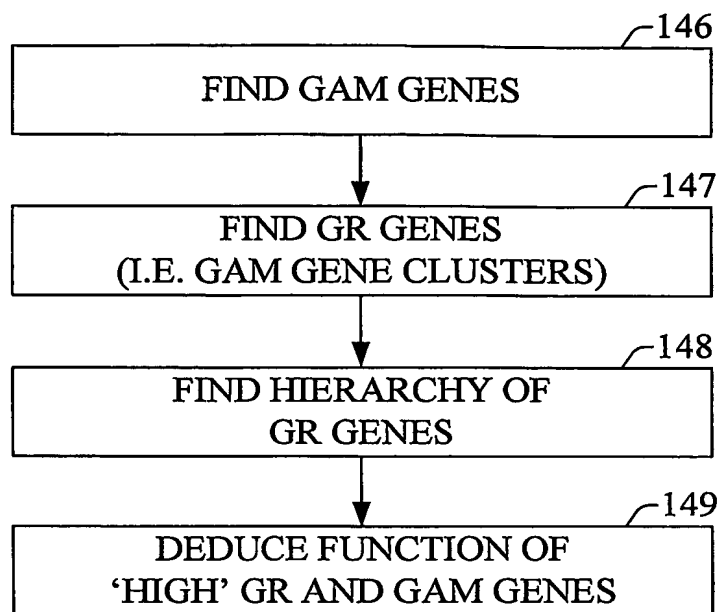 146
FIND GAM GENES
147
FIND GR GENES
(I.E. GAM GENE CLUSTERS)
148
FIND HIERARCHY OF
GR GENES
149
DEDUCE FUNCTION OF
‘HIGH’ GR AND GAM GENES